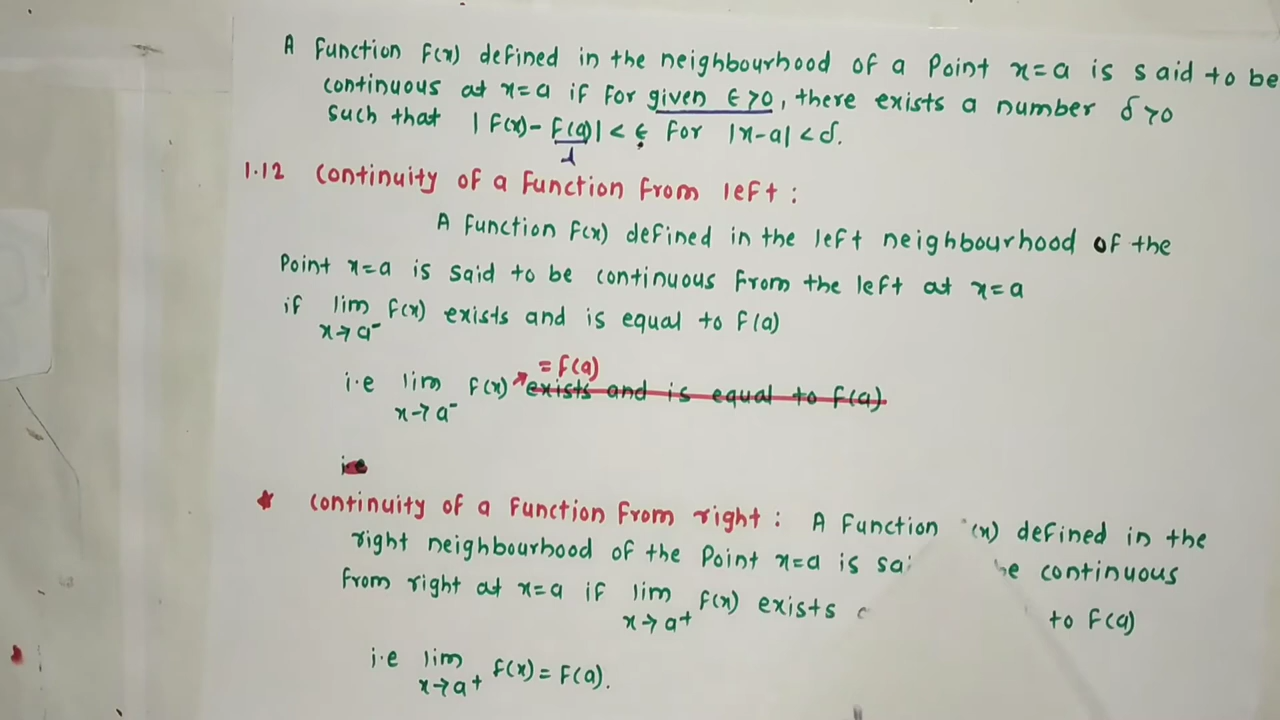 A function f(x) defined in the neighbourhood of a Point x=a is said to be
continuous at x=a if for given ε>0, there exists a number δ>0
such that |f(x)-f(a)|<ε for |x-a|<δ.
l
1.12 continuity of a function from left :
A function f(x) defined in the left neighbourhood of the
Point x=a is said to be continuous from the left at x=a
if lim f(x) exists and is equal to f(a)
x→a⁻
= f(a)
i.e lim f(x) exists and is equal to f(a)
x→a⁻
* continuity of a function from right : A function (x) defined in the
right neighbourhood of the Point x=a is continuous
from right at x=a if lim f(x) exists to f(a)
x→a⁺
i.e lim f(x) = f(a).
x→a⁺